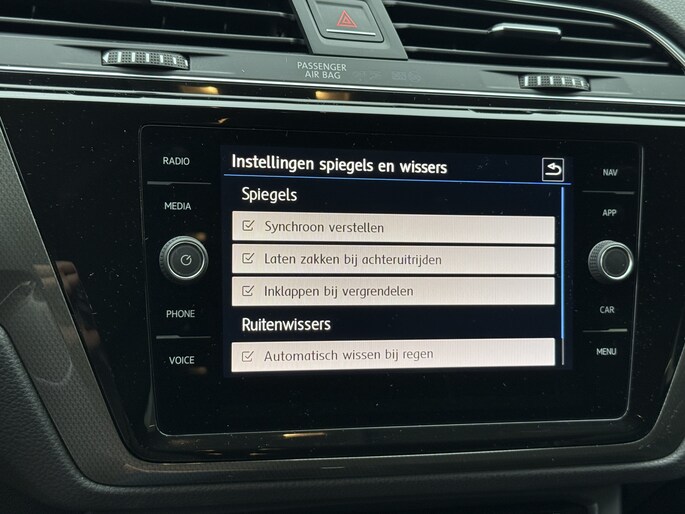 PASSENGER
AIR BAG
RADIO
MEDIA
PHONE
VOICE
Instellingen spiegels en wissers
Spiegels
Synchroon verstellen
Laten zakken bij achteruitrijden
Inklappen bij vergrendelen
Ruitenwissers
Automatisch wissen bij regen
NAV
APP
CAR
MENU